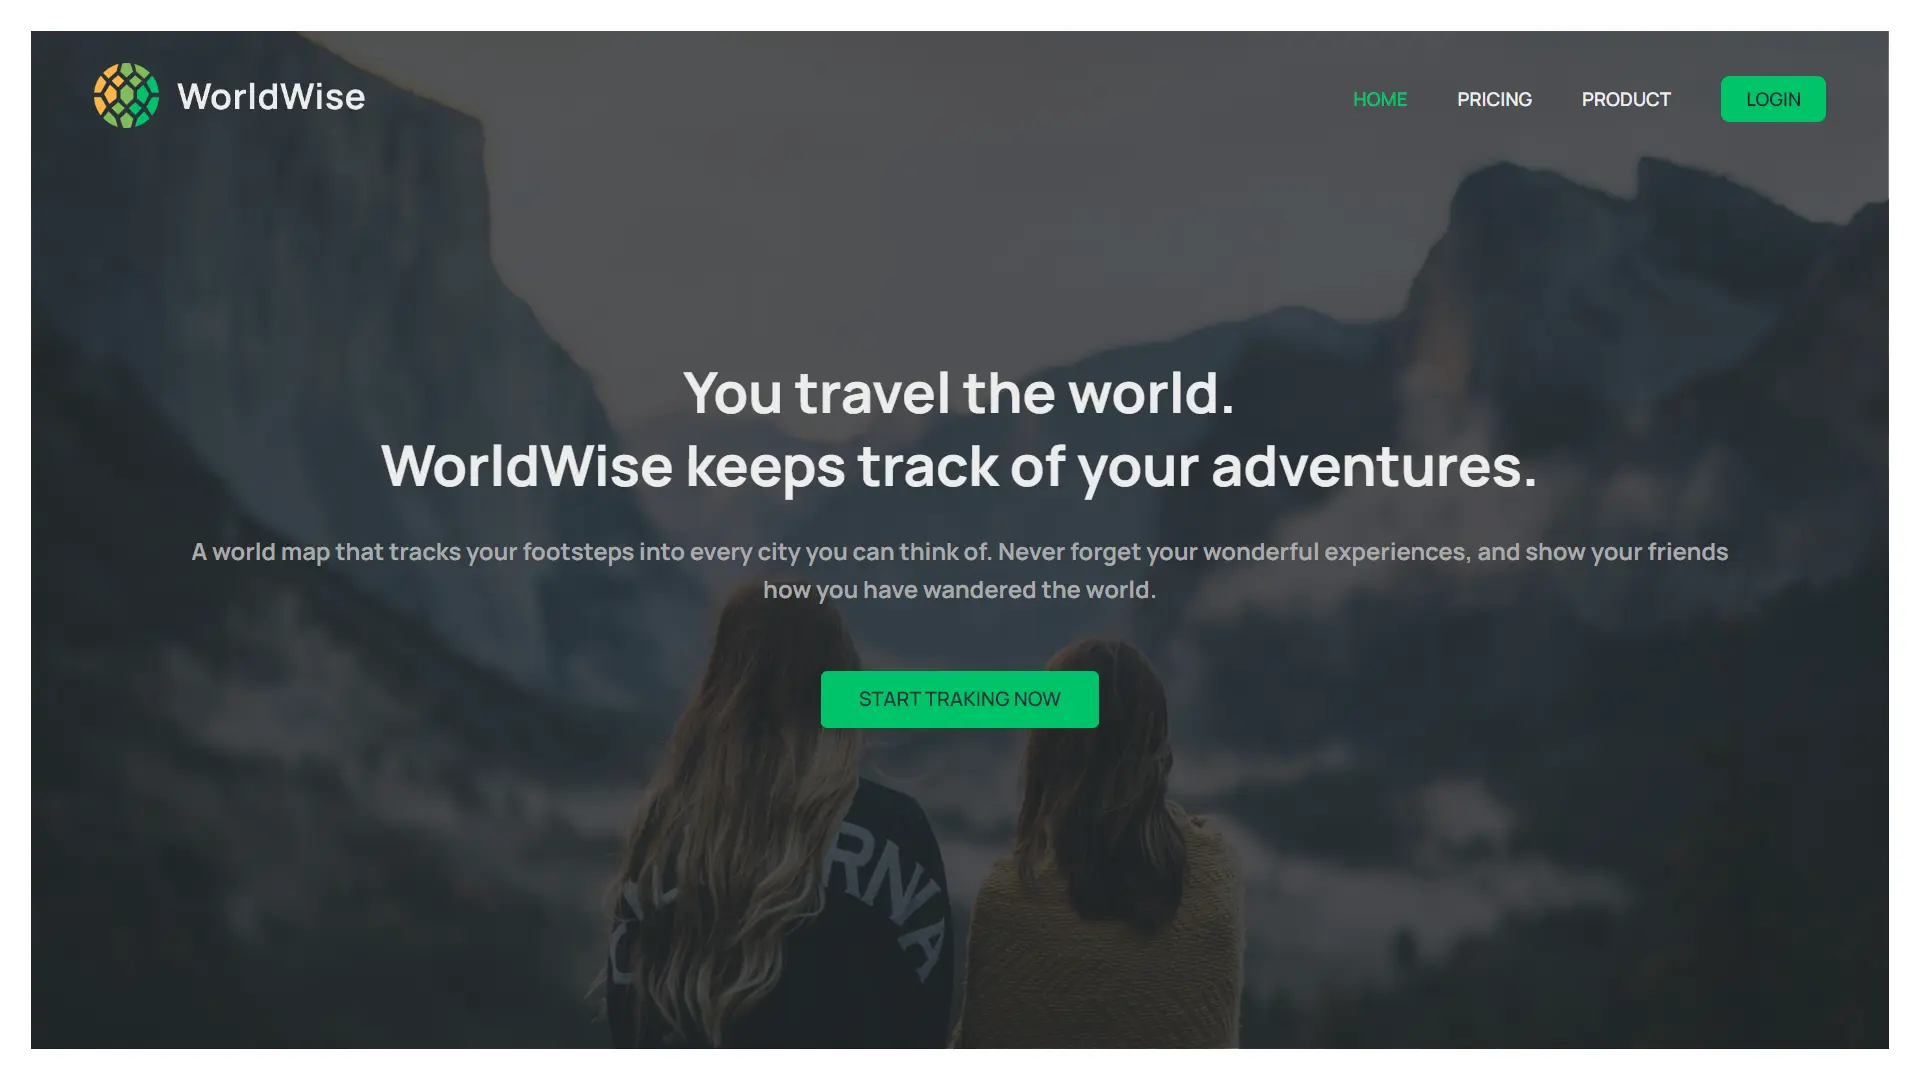 WorldWise
HOME
PRICING
PRODUCT
LOGIN
You travel the world.
WorldWise keeps track of your adventures.
A world map that tracks your footsteps into every city you can think of. Never forget your wonderful experiences, and show your friends
how you have wandered the world.
START TRAKING NOW
RNIA